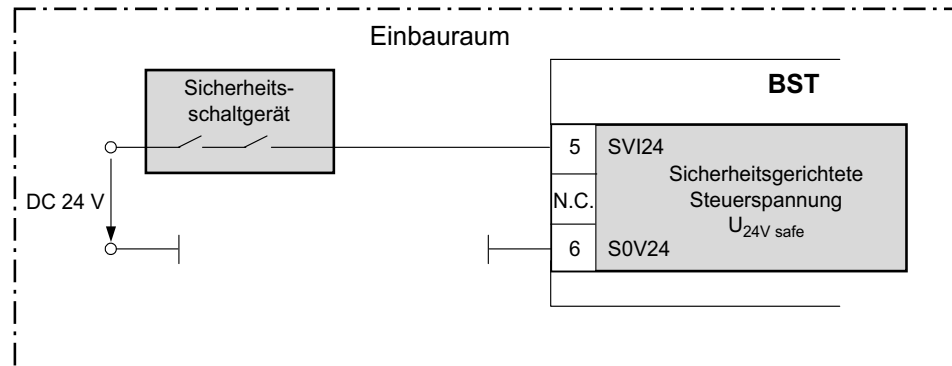 Einbauraum
Sicherheits-
schaltgerät
BST
5 SVI24
Sicherheitsgerichtete
Steuerspannung
U24V safe
DC 24 V
N.C.
6 S0V24